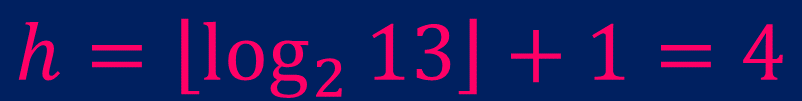 h = ⌊log₂ 13⌋ + 1 = 4